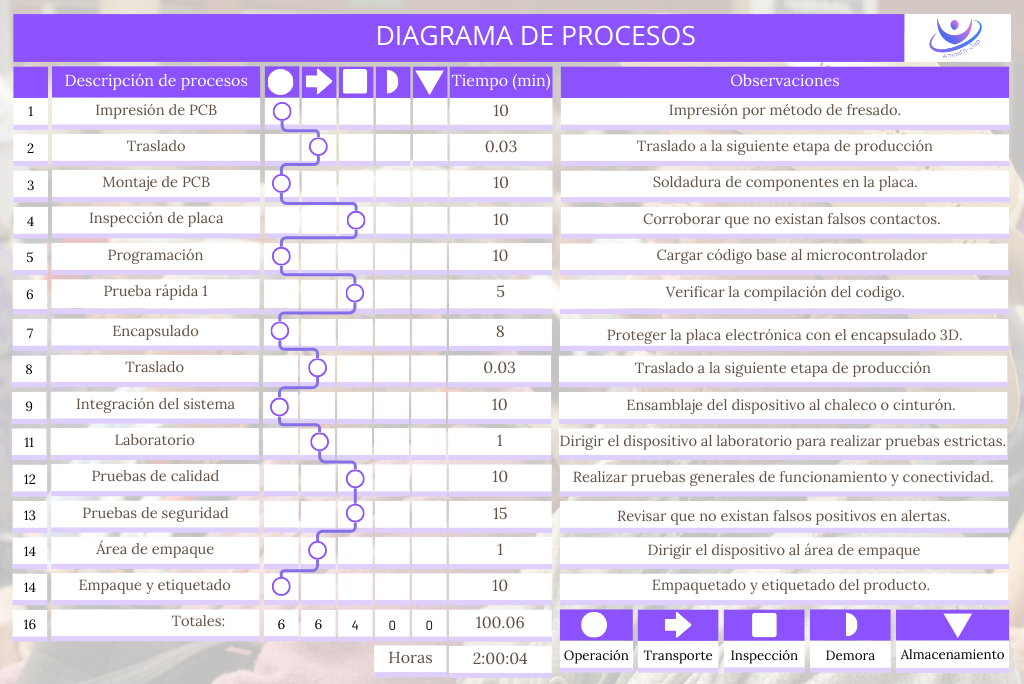 DIAGRAMA DE PROCESOS
Descripción de procesos Tiempo (min) Observaciones
1 Impresión de PCB 10 Impresión por método de fresado.
2 Traslado 0.03 Traslado a la siguiente etapa de producción
3 Montaje de PCB 10 Soldadura de componentes en la placa.
4 Inspección de placa 10 Corroborar que no existan falsos contactos.
5 Programación 10 Cargar código base al microcontrolador
6 Prueba rápida 1 5 Verificar la compilación del codigo.
7 Encapsulado 8 Proteger la placa electrónica con el encapsulado 3D.
8 Traslado 0.03 Traslado a la siguiente etapa de producción
9 Integración del sistema 10 Ensamblaje del dispositivo al chaleco o cinturón.
11 Laboratorio 1 Dirigir el dispositivo al laboratorio para realizar pruebas estrictas.
12 Pruebas de calidad 10 Realizar pruebas generales de funcionamiento y conectividad.
13 Pruebas de seguridad 15 Revisar que no existan falsos positivos en alertas.
14 Área de empaque 1 Dirigir el dispositivo al área de empaque
14 Empaque y etiquetado 10 Empaquetado y etiquetado del producto.
16 Totales: 6 6 4 0 0 100.06
Horas 2:00:04
Operación Transporte Inspección Demora Almacenamiento